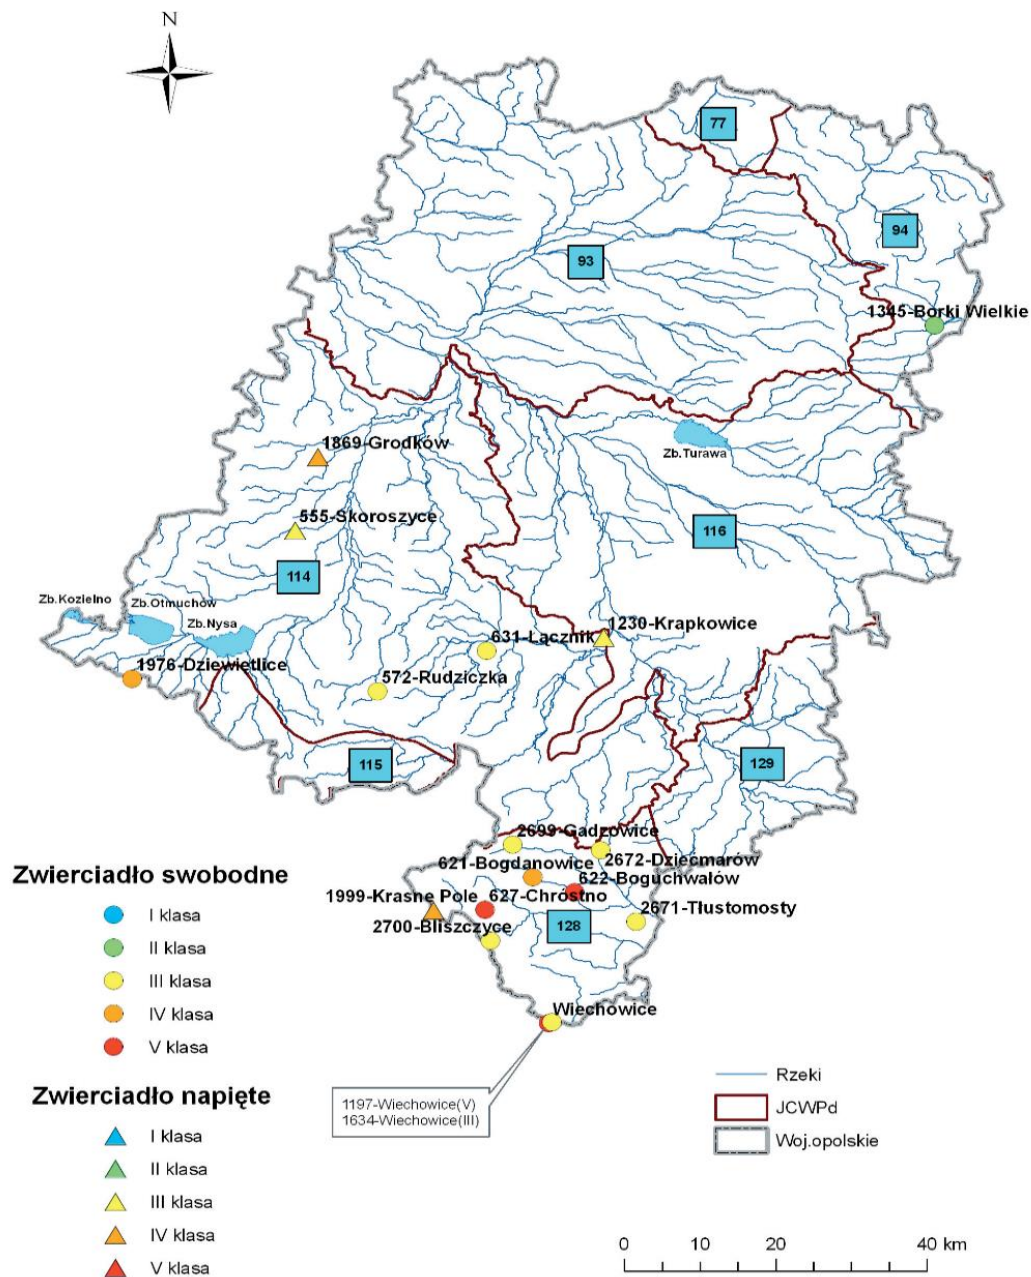 N
77
94
93
1345-Borki Wielkie
1869-Grodków
Zb.Turawa
555-Skoroszyce
116
114
Zb.Kozielno
Zb.Otmuchów
Zb.Nysa
1230-Krapkowice
631-Łącznik
1976-Dziewiętlice
572-Rudziczka
115
129
2699-Gadzowice
621-Bogdanowice
2672-Dziećmarów
622-Boguchwałów
1999-Krasne Pole
627-Chróstno
2671-Tłustomosty
2700-Bliszczyce
128
Wiechowice
1197-Wiechowice(V)
1634-Wiechowice(III)
Zwierciadło swobodne
I klasa
II klasa
III klasa
IV klasa
V klasa
Zwierciadło napięte
I klasa
II klasa
III klasa
IV klasa
V klasa
Rzeki
JCWPd
Woj.opolskie
0 10 20 40 km